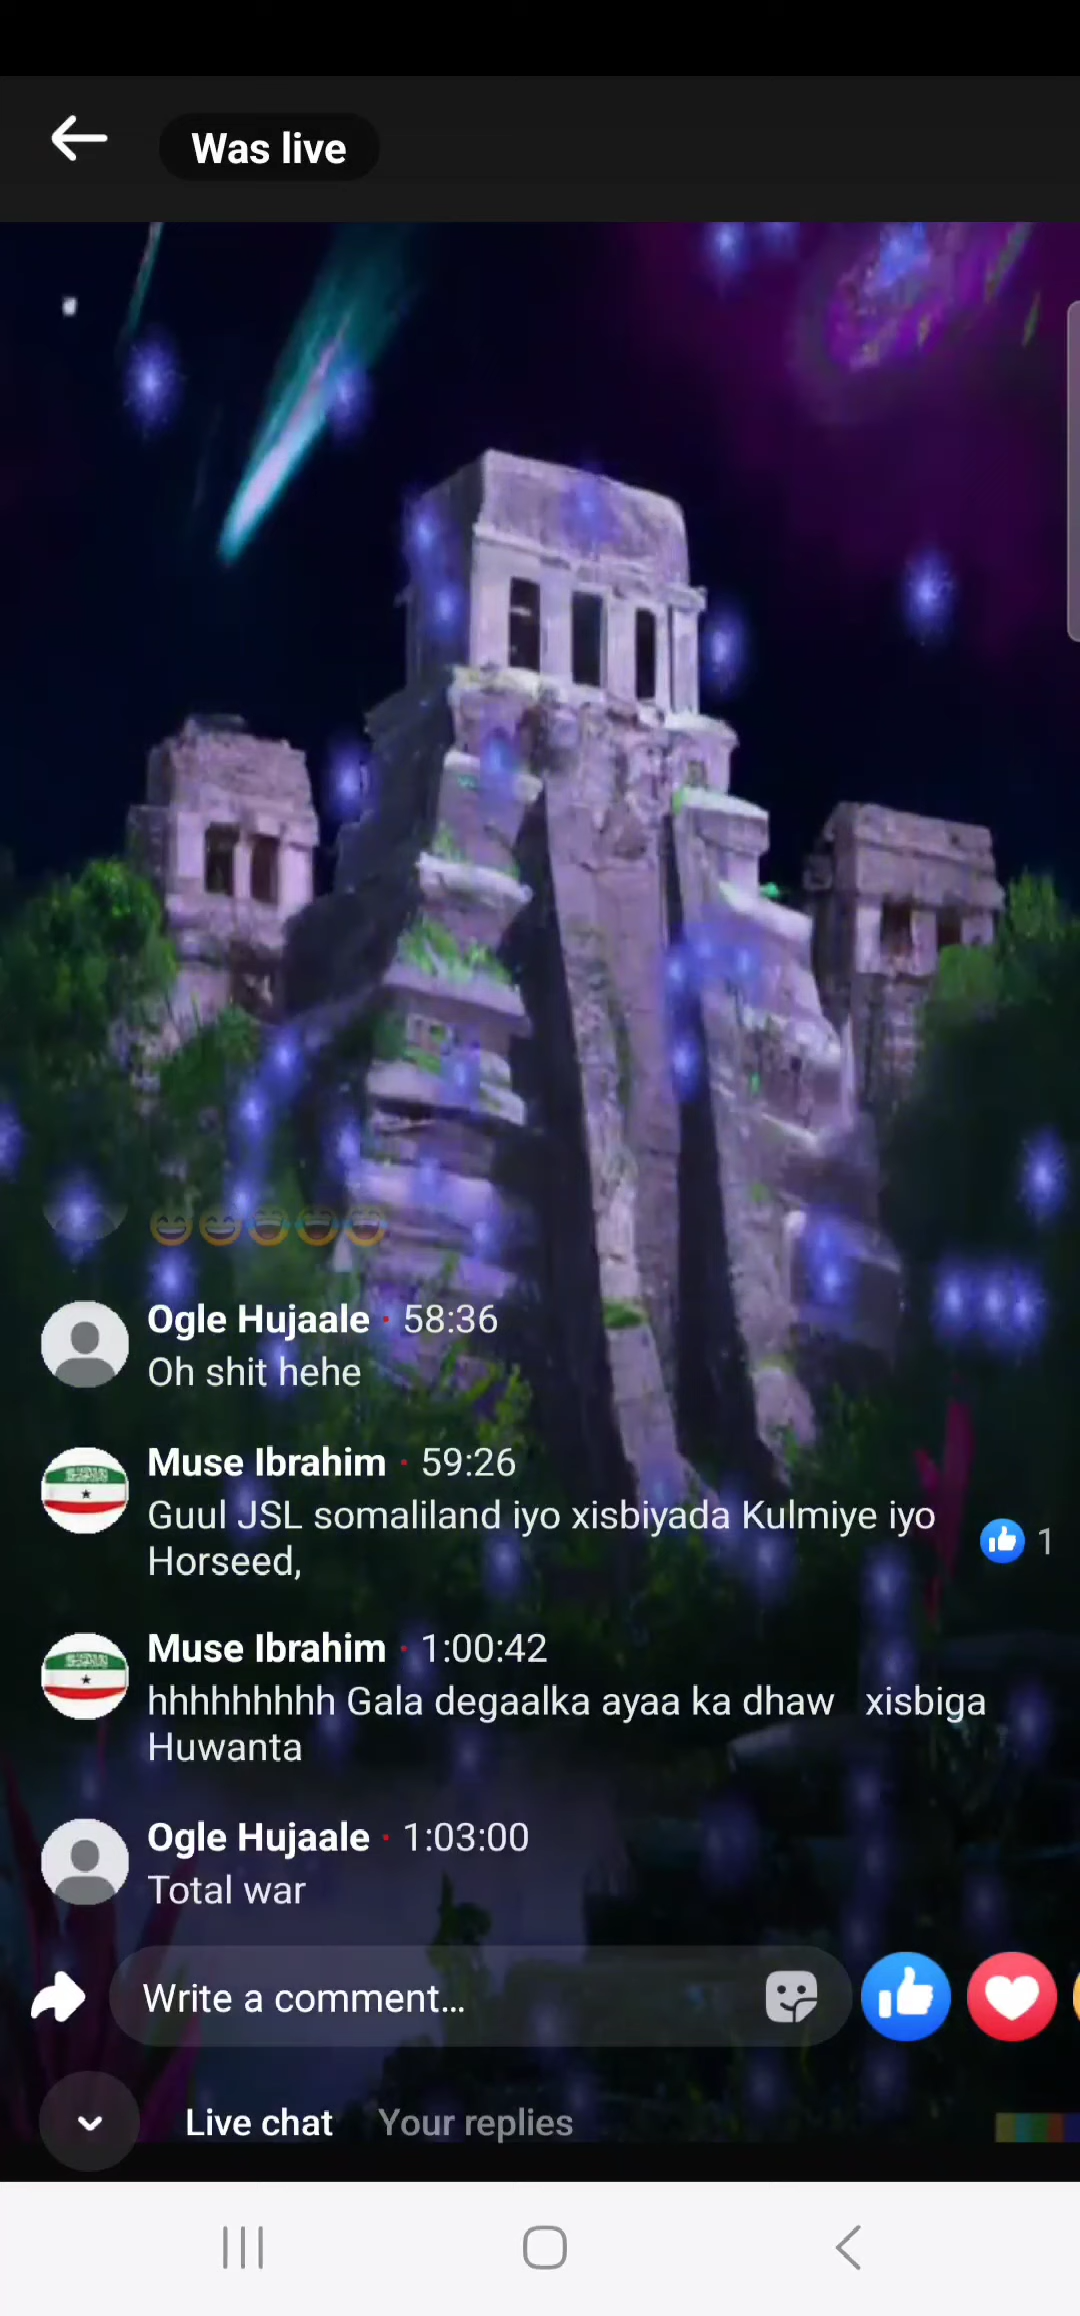 Was live
😄😄😂😂😂
Ogle Hujaale · 58:36
Oh shit hehe
Muse Ibrahim · 59:26
Guul JSL somaliland iyo xisbiyada Kulmiye iyo
Horseed,
1
Muse Ibrahim · 1:00:42
hhhhhhhhh Gala degaalka ayaa ka dhaw xisbiga
Huwanta
Ogle Hujaale · 1:03:00
Total war
Write a comment...
Live chat Your replies